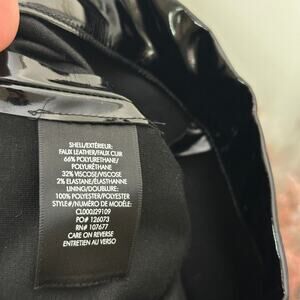 SHELL/EXTÉRIEUR:
FAUX LEATHER/FAUX CUIR
66% POLYURETHANE/
POLYURÉTHANE
32% VISCOSE/VISCOSE
2% ELASTANE/ÉLASTHANNE
LINING/DOUBLURE:
100% POLYESTER/POLYESTER
STYLE#/NUMÉRO DE MODÈLE:
CL000J29109
PO# 126073
RN# 107677
CARE ON REVERSE
ENTRETIEN AU VERSO